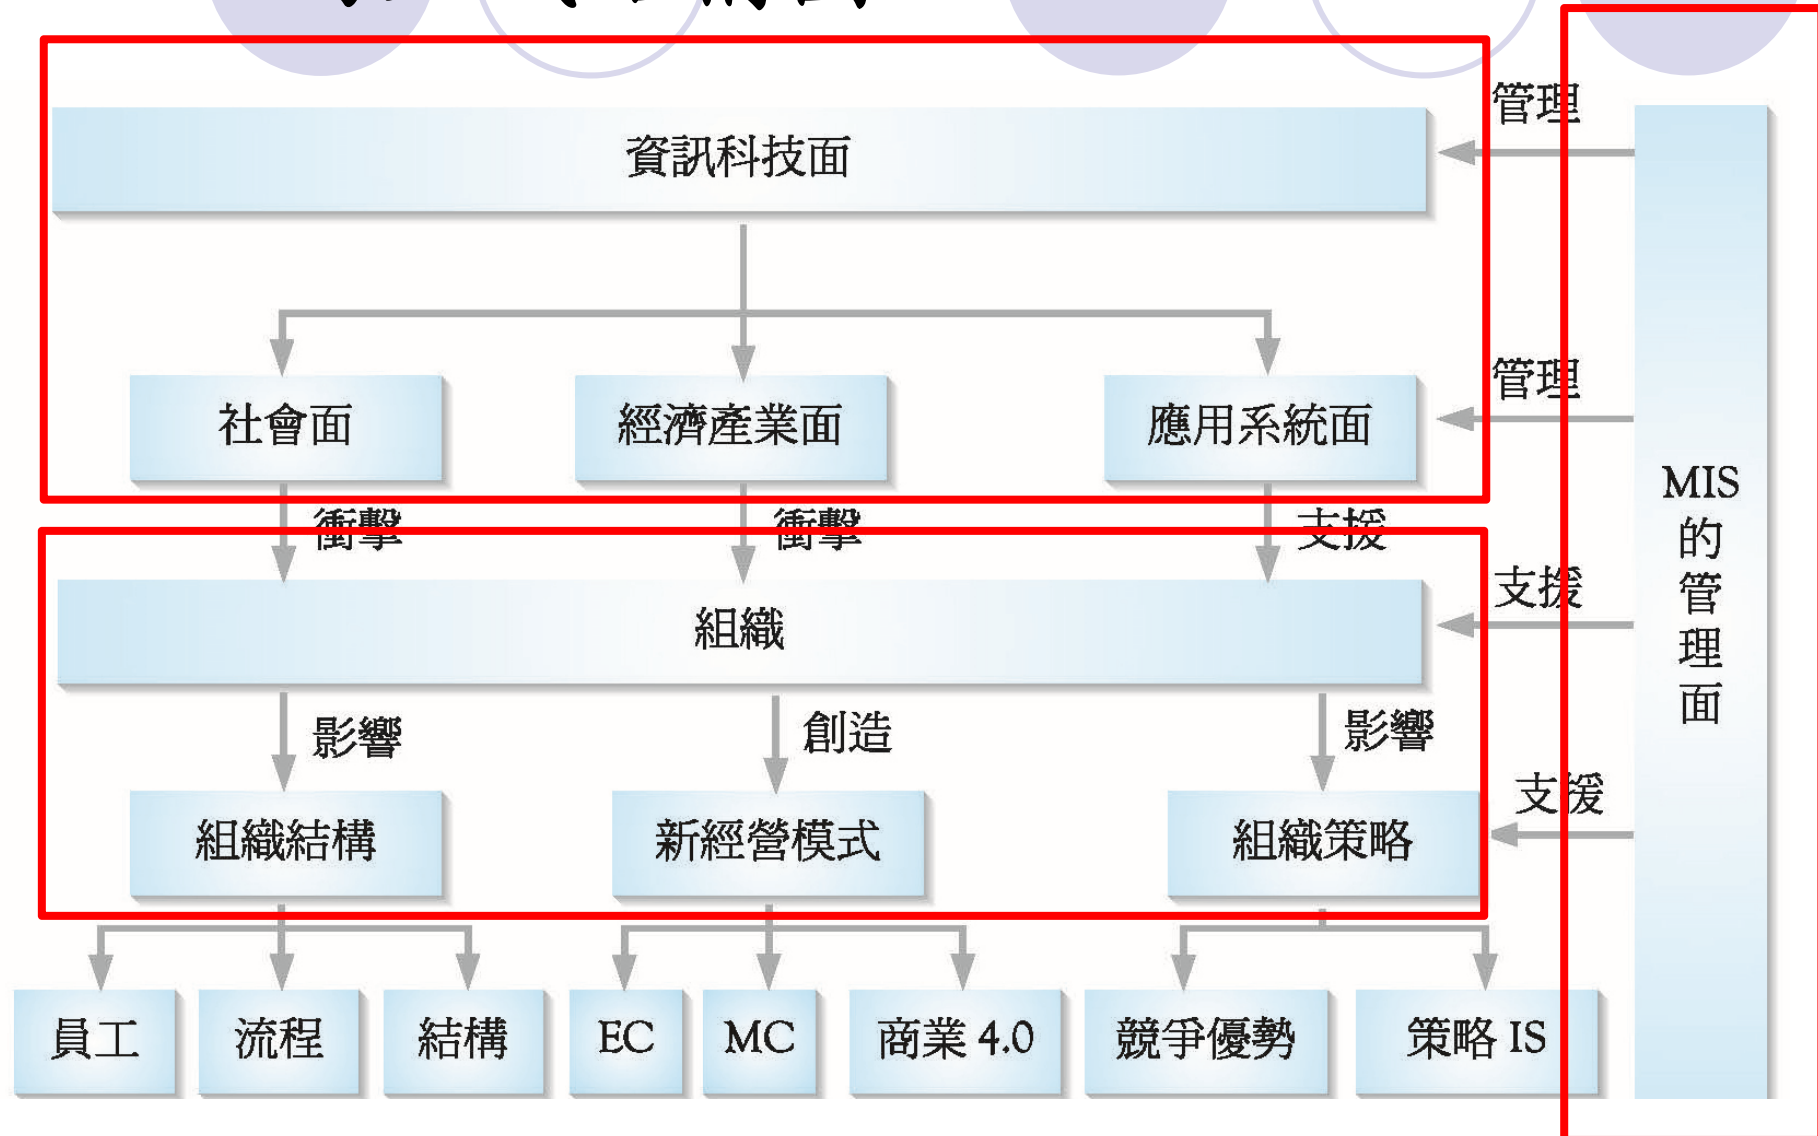 管理
資訊科技面
管理
社會面
經濟產業面
應用系統面
MIS
的
管
理
面
衝擊
衝擊
支援
支援
組織
影響
創造
影響
支援
組織結構
新經營模式
組織策略
員工
流程
結構
EC
MC
商業 4.0
競爭優勢
策略 IS